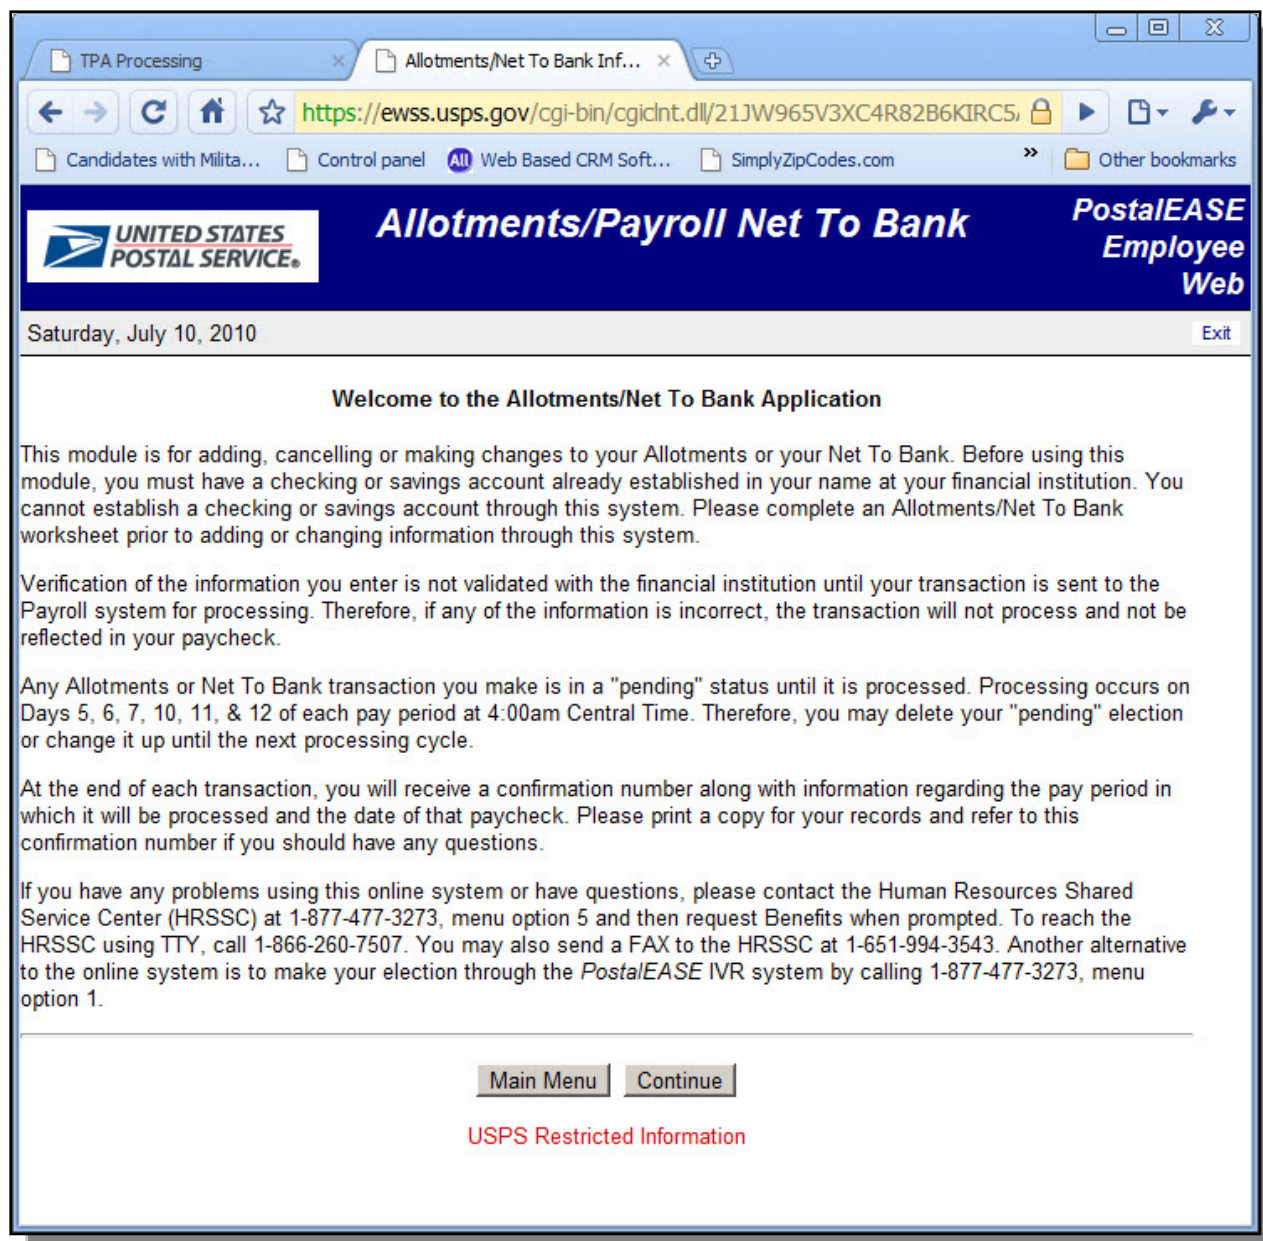 TPA Processing
Allotments/Net To Bank Inf...
https://ewss.usps.gov/cgi-bin/cgiclnt.dll/21JW965V3XC4R82B6KIRC5
Candidates with Milita...
Control panel
All
Web Based CRM Soft...
SimplyZipCodes.com
»
Other bookmarks
UNITED STATES
POSTAL SERVICE®
Allotments/Payroll Net To Bank
PostalEASE
Employee
Web
Saturday, July 10, 2010
Exit
Welcome to the Allotments/Net To Bank Application
This module is for adding, cancelling or making changes to your Allotments or your Net To Bank. Before using this
module, you must have a checking or savings account already established in your name at your financial institution. You
cannot establish a checking or savings account through this system. Please complete an Allotments/Net To Bank
worksheet prior to adding or changing information through this system.
Verification of the information you enter is not validated with the financial institution until your transaction is sent to the
Payroll system for processing. Therefore, if any of the information is incorrect, the transaction will not process and not be
reflected in your paycheck.
Any Allotments or Net To Bank transaction you make is in a "pending" status until it is processed. Processing occurs on
Days 5, 6, 7, 10, 11, & 12 of each pay period at 4:00am Central Time. Therefore, you may delete your "pending" election
or change it up until the next processing cycle.
At the end of each transaction, you will receive a confirmation number along with information regarding the pay period in
which it will be processed and the date of that paycheck. Please print a copy for your records and refer to this
confirmation number if you should have any questions.
If you have any problems using this online system or have questions, please contact the Human Resources Shared
Service Center (HRSSC) at 1-877-477-3273, menu option 5 and then request Benefits when prompted. To reach the
HRSSC using TTY, call 1-866-260-7507. You may also send a FAX to the HRSSC at 1-651-994-3543. Another alternative
to the online system is to make your election through the PostalEASE IVR system by calling 1-877-477-3273, menu
option 1.
Main Menu
Continue
USPS Restricted Information